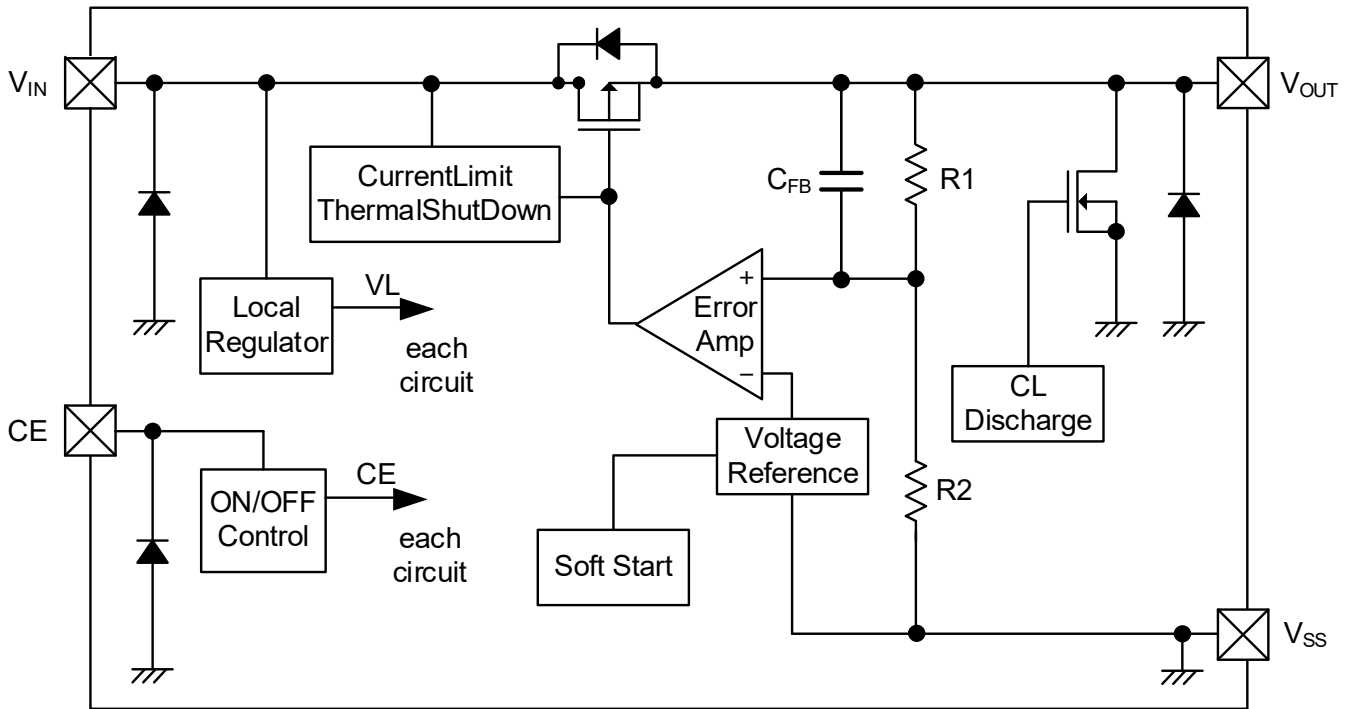 VIN
VOUT
CurrentLimit
ThermalShutDown
CFB
R1
+
Error
Amp
−
Local
Regulator
VL
each
circuit
CL
Discharge
CE
Voltage
Reference
R2
ON/OFF
Control
CE
each
circuit
Soft Start
VSS